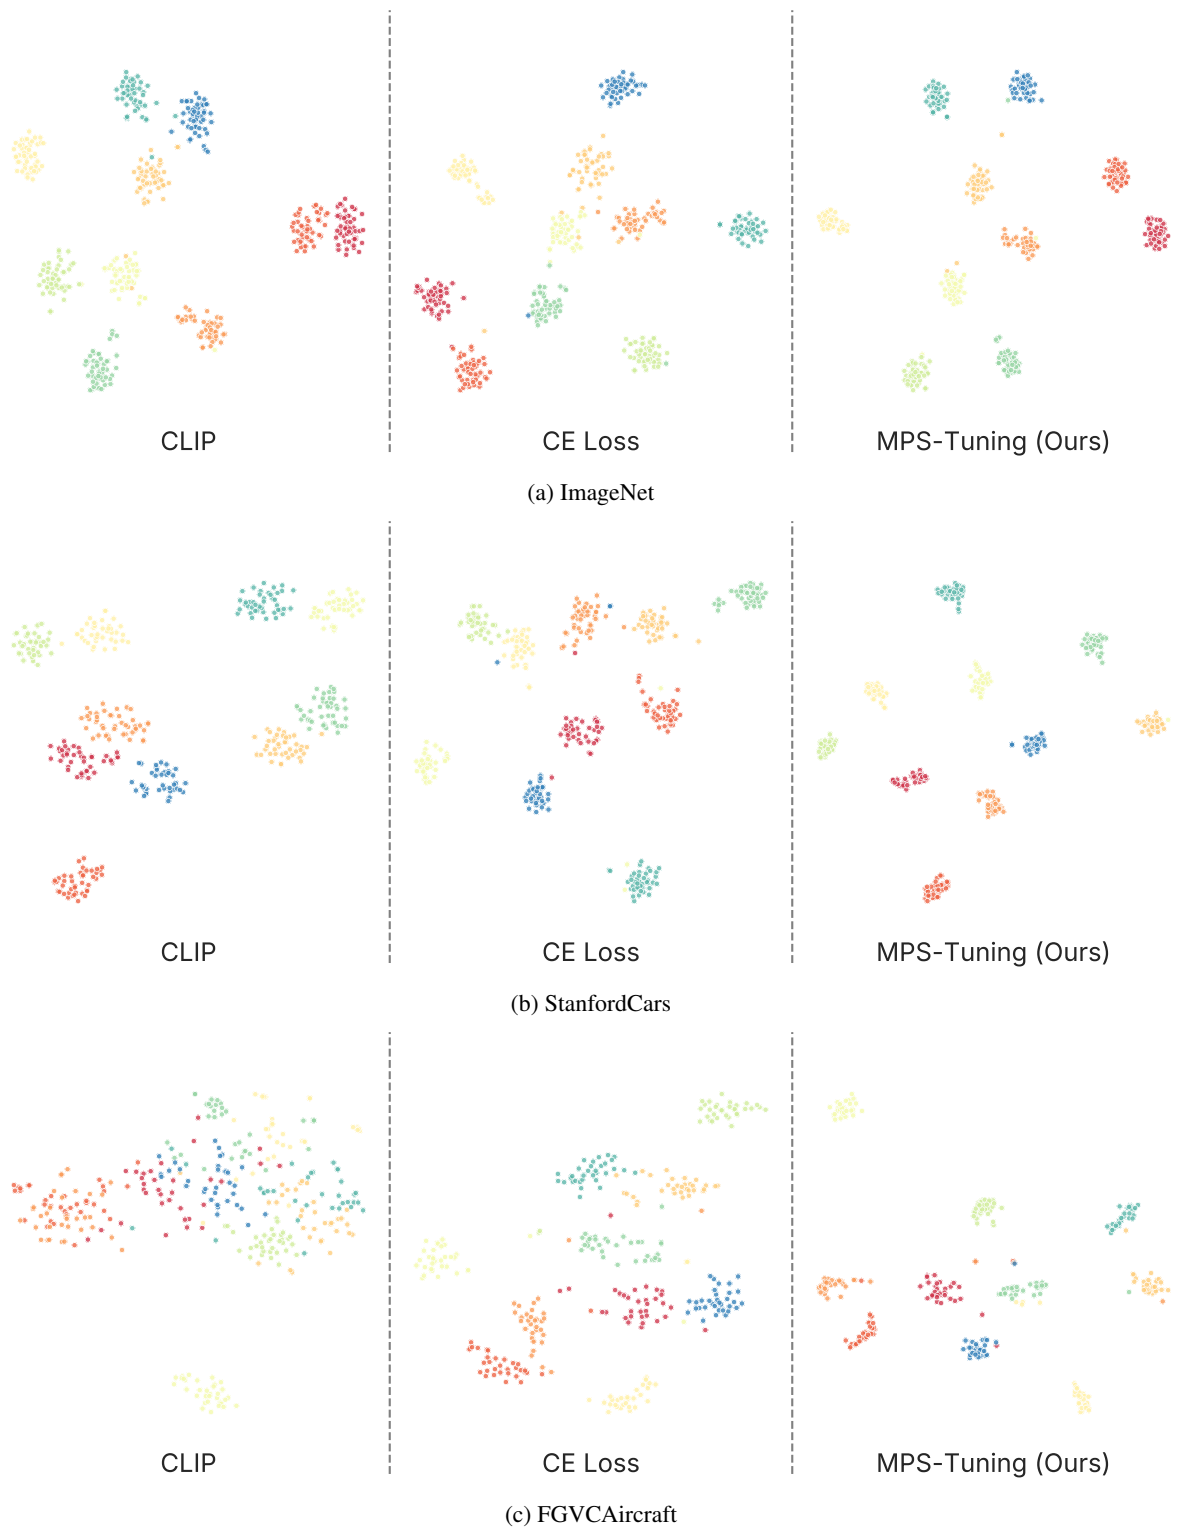 CLIP
CE Loss
MPS-Tuning (Ours)
(a) ImageNet
CLIP
CE Loss
MPS-Tuning (Ours)
(b) StanfordCars
CLIP
CE Loss
MPS-Tuning (Ours)
(c) FGVCAircraft